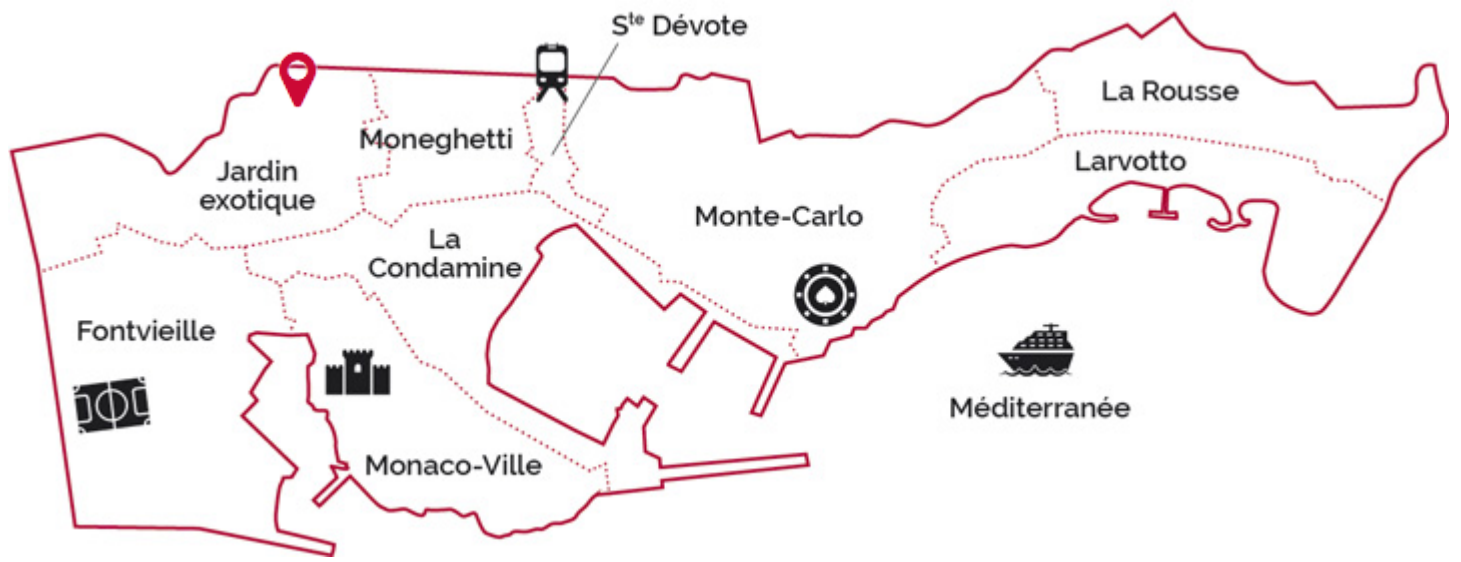 Sᵗᵉ Dévote
La Rousse
Moneghetti
Larvotto
Jardin
exotique
Monte-Carlo
La
Condamine
Fontvieille
Méditerranée
Monaco-Ville